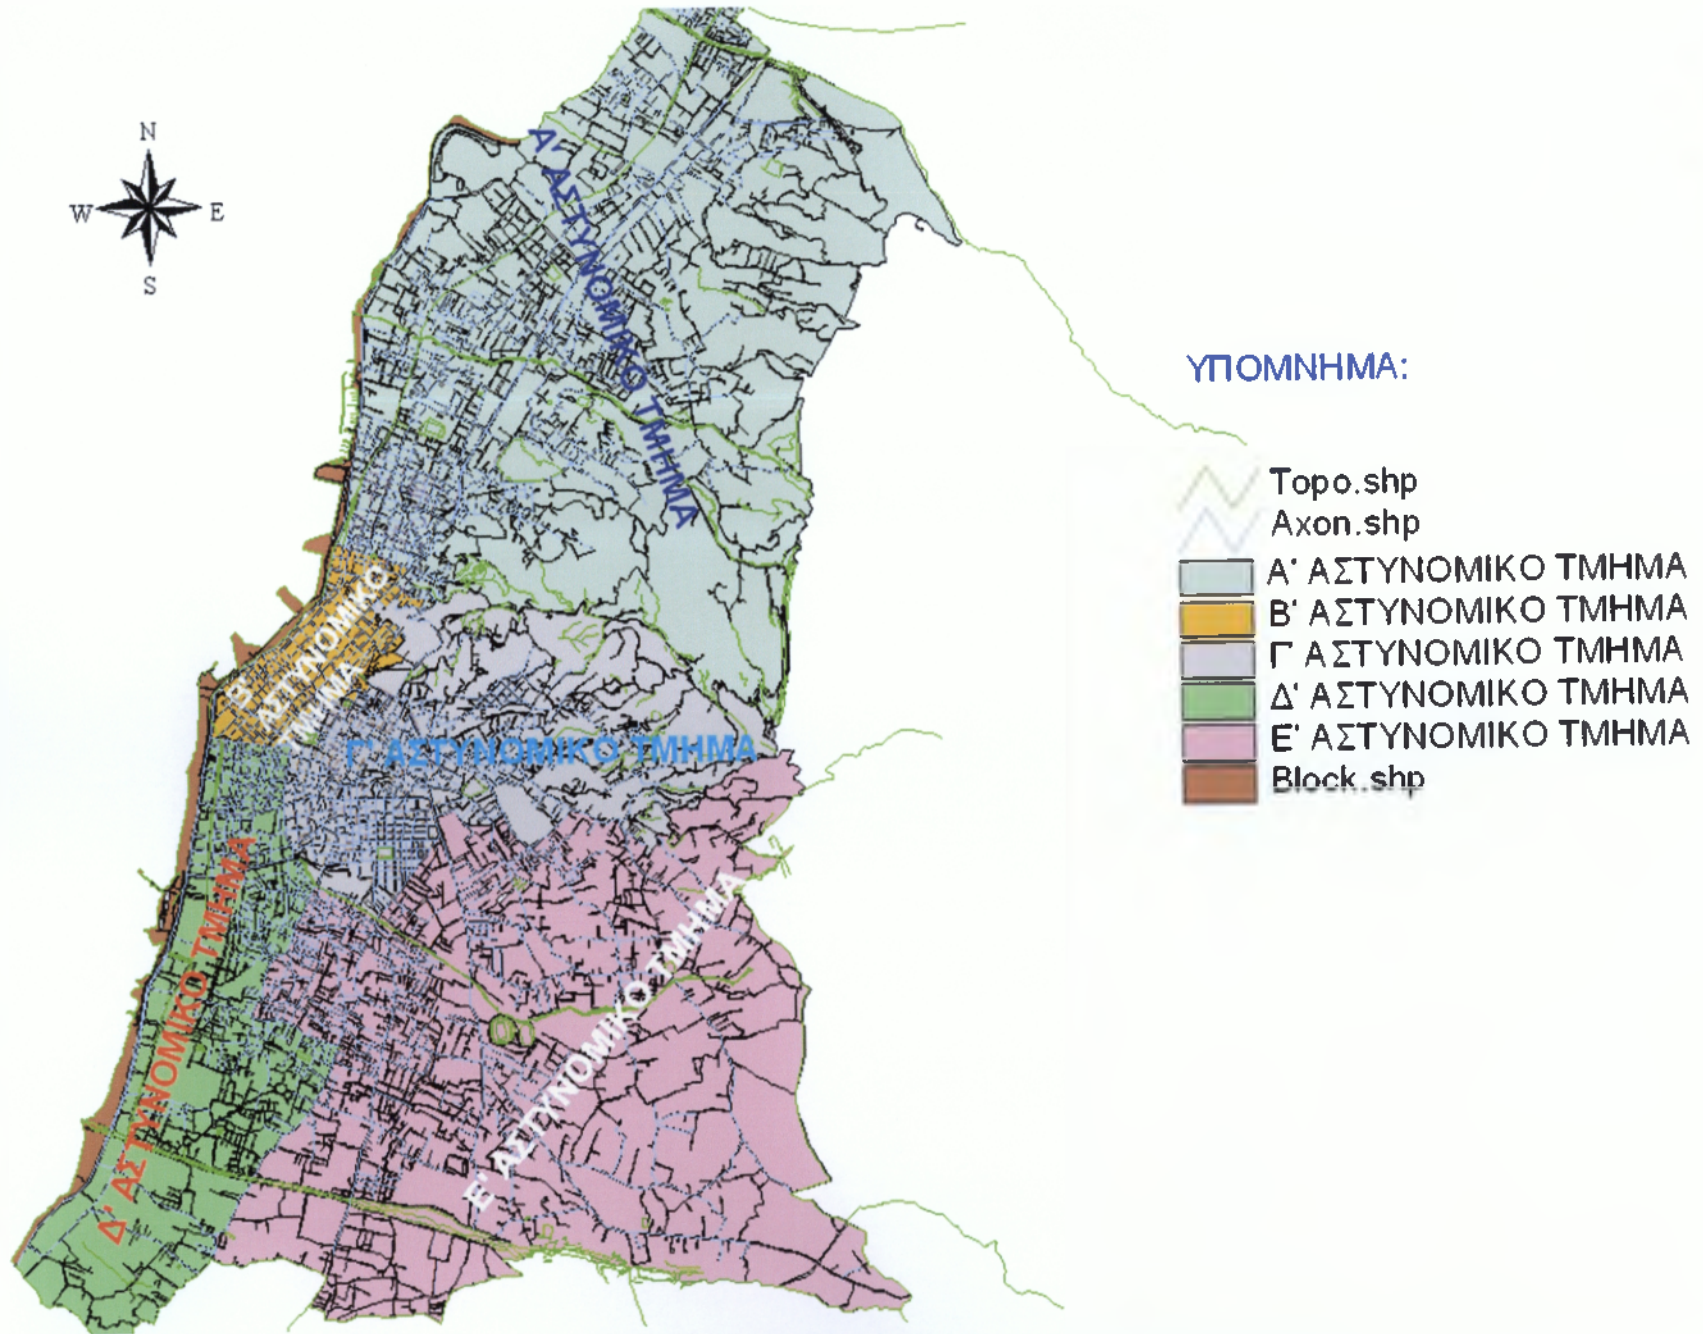 N
W E
S
Α' ΑΣΤΥΝΟΜΙΚΟ ΤΜΗΜΑ
Β'
ΑΣΤΥΝΟΜΙΚΟ
ΤΜΗΜΑ
Γ' ΑΣΤΥΝΟΜΙΚΟ ΤΜΗΜΑ
Δ' ΑΣΤΥΝΟΜΙΚΟ ΤΜΗΜΑ
Ε' ΑΣΤΥΝΟΜΙΚΟ ΤΜΗΜΑ
ΥΠΟΜΝΗΜΑ:
Topo.shp
Axon.shp
Α' ΑΣΤΥΝΟΜΙΚΟ ΤΜΗΜΑ
Β' ΑΣΤΥΝΟΜΙΚΟ ΤΜΗΜΑ
Γ' ΑΣΤΥΝΟΜΙΚΟ ΤΜΗΜΑ
Δ' ΑΣΤΥΝΟΜΙΚΟ ΤΜΗΜΑ
Ε' ΑΣΤΥΝΟΜΙΚΟ ΤΜΗΜΑ
Block.shp